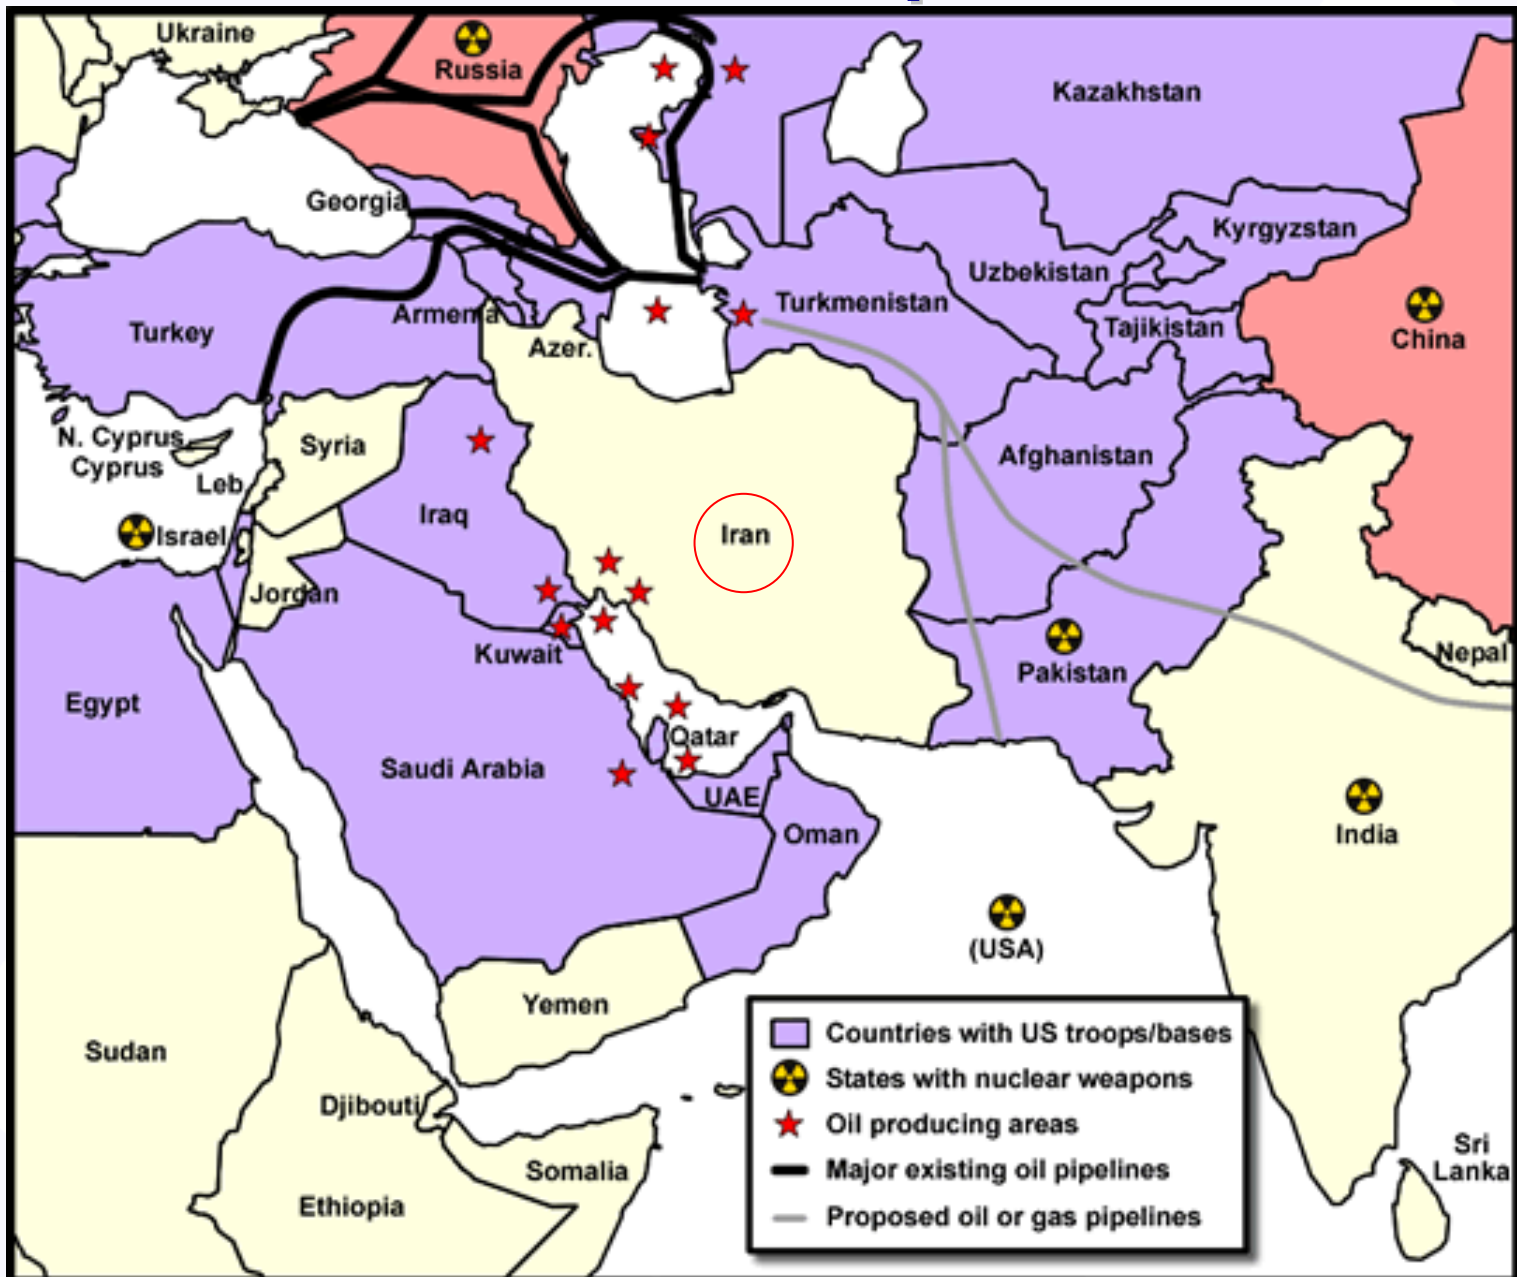 Ukraine
Russia
Kazakhstan
Georgia
Kyrgyzstan
Uzbekistan
Turkmenistan
Armenia
Tajikistan
Turkey
China
Azer.
N. Cyprus
Cyprus
Syria
Afghanistan
Leb
Iraq
Israel
Iran
Jordan
Kuwait
Pakistan
Nepal
Egypt
Qatar
Saudi Arabia
UAE
Oman
India
(USA)
Yemen
Sudan
Djibouti
Somalia
Ethiopia
Sri
Lanka
Countries with US troops/bases
States with nuclear weapons
Oil producing areas
Major existing oil pipelines
Proposed oil or gas pipelines